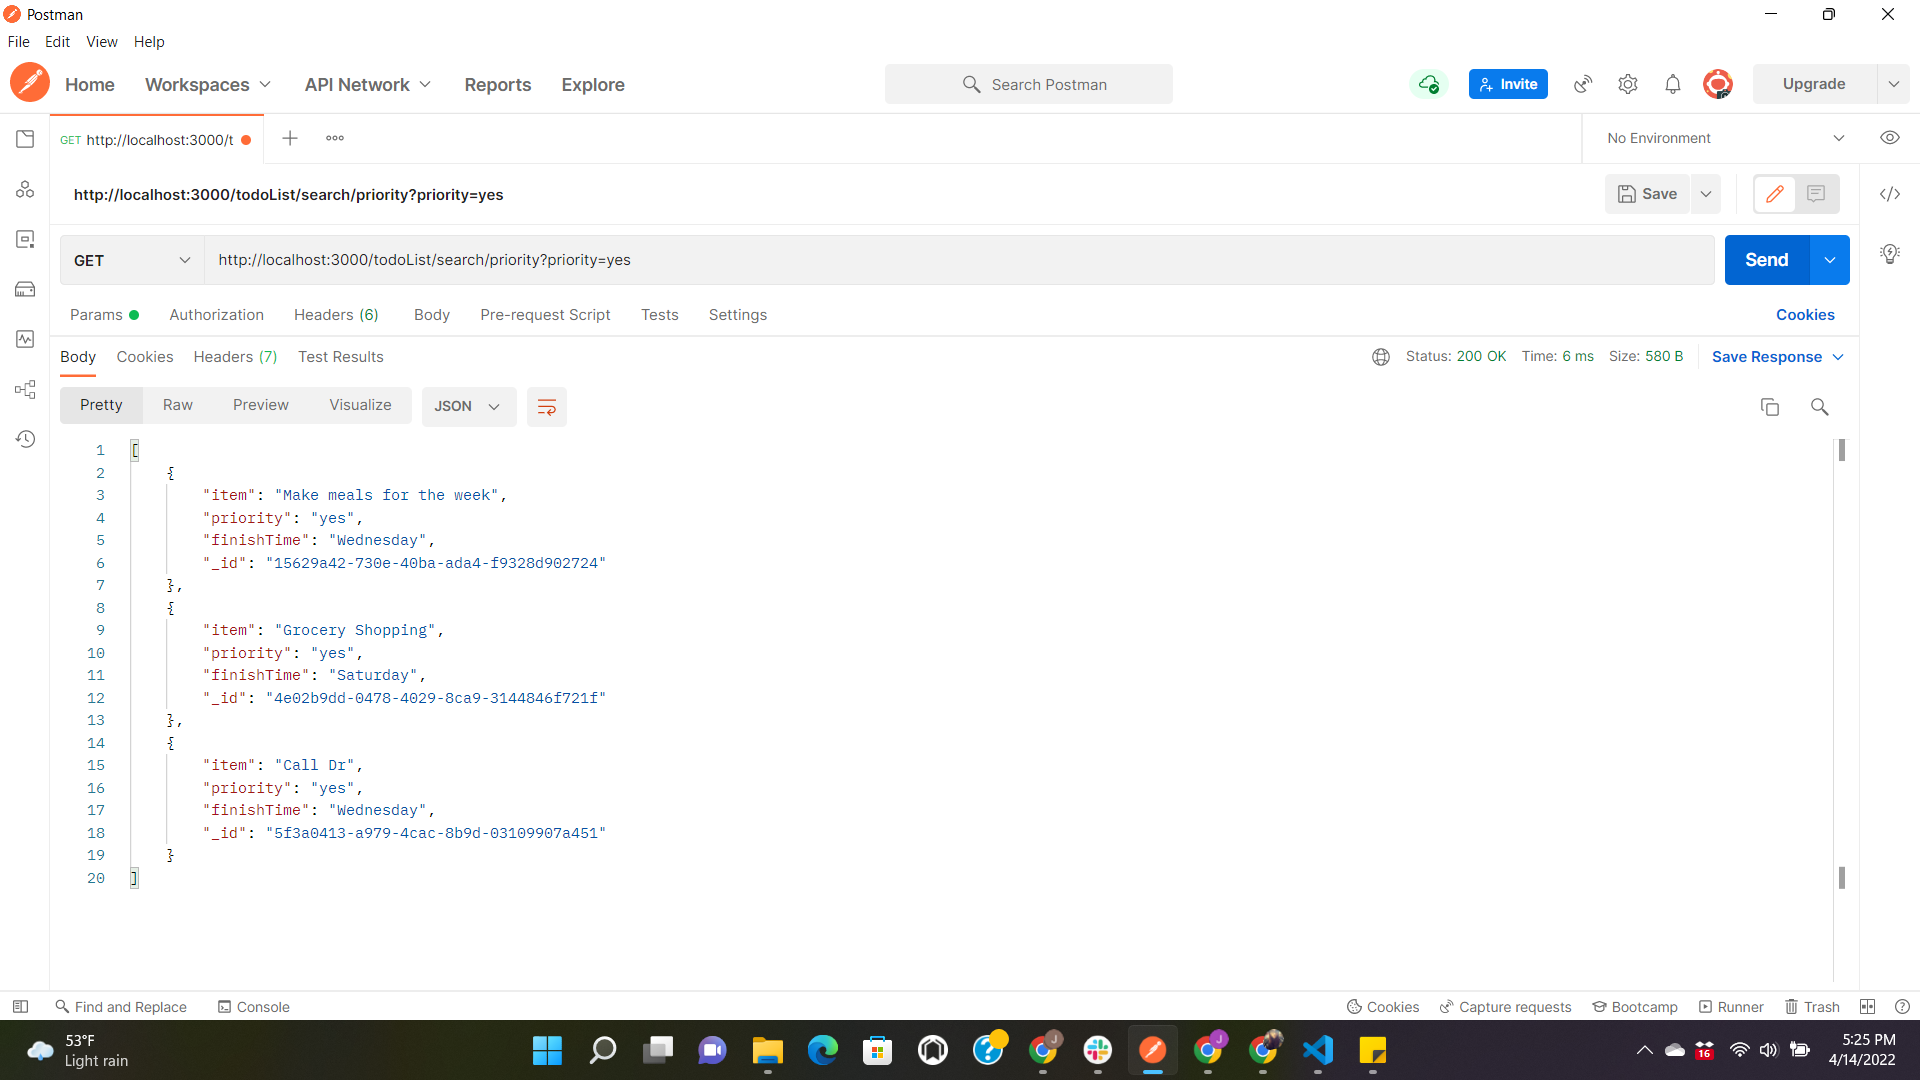 Postman
File Edit View Help
Home Workspaces API Network Reports Explore Search Postman Invite Upgrade
GET http://localhost:3000/t No Environment
http://localhost:3000/todoList/search/priority?priority=yes Save
GET http://localhost:3000/todoList/search/priority?priority=yes Send
Params Authorization Headers (6) Body Pre-request Script Tests Settings Cookies
Body Cookies Headers (7) Test Results Status: 200 OK Time: 6 ms Size: 580 B Save Response
Pretty Raw Preview Visualize JSON
1 [
2 {
3 "item": "Make meals for the week",
4 "priority": "yes",
5 "finishTime": "Wednesday",
6 "_id": "15629a42-730e-40ba-ada4-f9328d902724"
7 },
8 {
9 "item": "Grocery Shopping",
10 "priority": "yes",
11 "finishTime": "Saturday",
12 "_id": "4e02b9dd-0478-4029-8ca9-3144846f721f"
13 },
14 {
15 "item": "Call Dr",
16 "priority": "yes",
17 "finishTime": "Wednesday",
18 "_id": "5f3a0413-a979-4cac-8b9d-03109907a451"
19 }
20 ]
Find and Replace Console Cookies Capture requests Bootcamp Runner Trash
53°F
Light rain
J
J
16
5:25 PM
4/14/2022